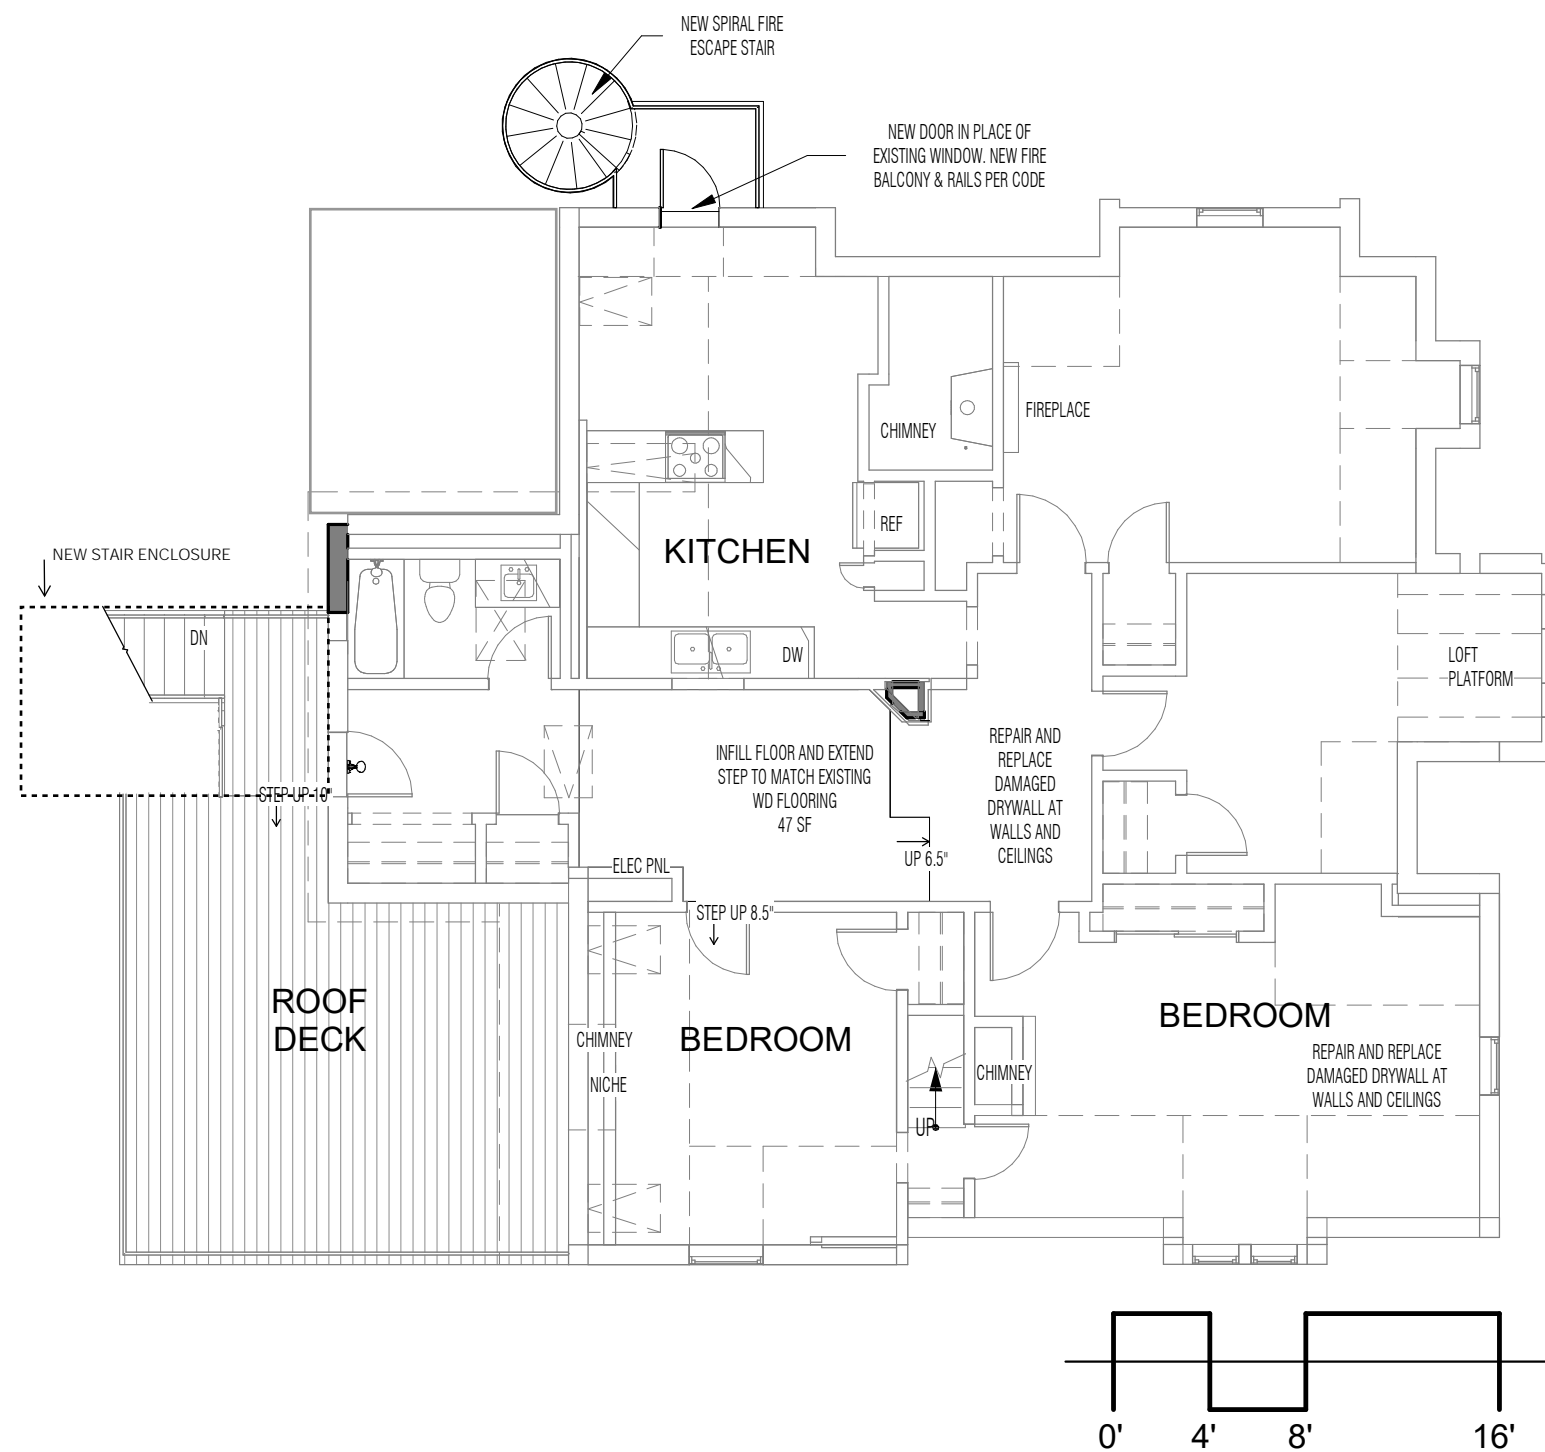 NEW SPIRAL FIRE
ESCAPE STAIR
NEW DOOR IN PLACE OF
EXISTING WINDOW. NEW FIRE
BALCONY & RAILS PER CODE
FIREPLACE
CHIMNEY
REF
KITCHEN
NEW STAIR ENCLOSURE
DN
DW
LOFT
PLATFORM
INFILL FLOOR AND EXTEND
STEP TO MATCH EXISTING
WD FLOORING
47 SF
REPAIR AND
REPLACE
DAMAGED
DRYWALL AT
WALLS AND
CEILINGS
STEP UP 10"
UP 6.5"
ELEC PNL
STEP UP 8.5"
ROOF
DECK
CHIMNEY
NICHE
BEDROOM
UP
CHIMNEY
BEDROOM
REPAIR AND REPLACE
DAMAGED DRYWALL AT
WALLS AND CEILINGS
0' 4' 8' 16'